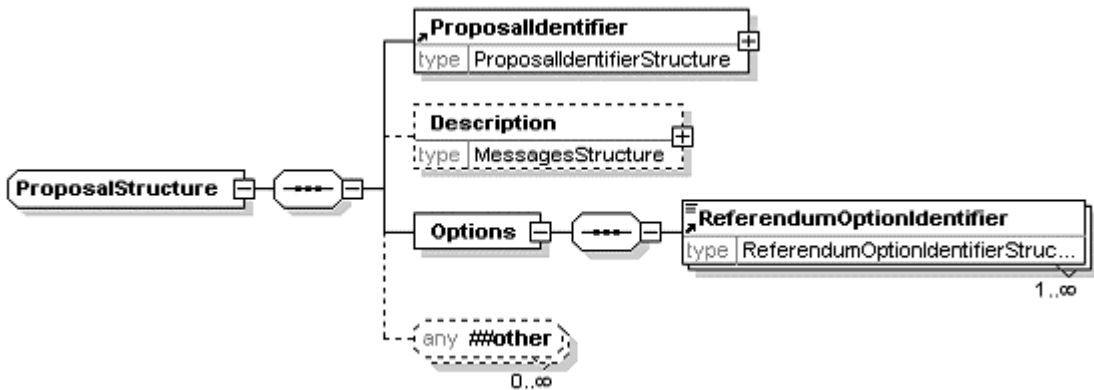 ProposalIdentifier
type ProposalIdentifierStructure
Description
type MessagesStructure
ProposalStructure
Options
ReferendumOptionIdentifier
type ReferendumOptionIdentifierStruc...
1..∞
any ##other
0..∞